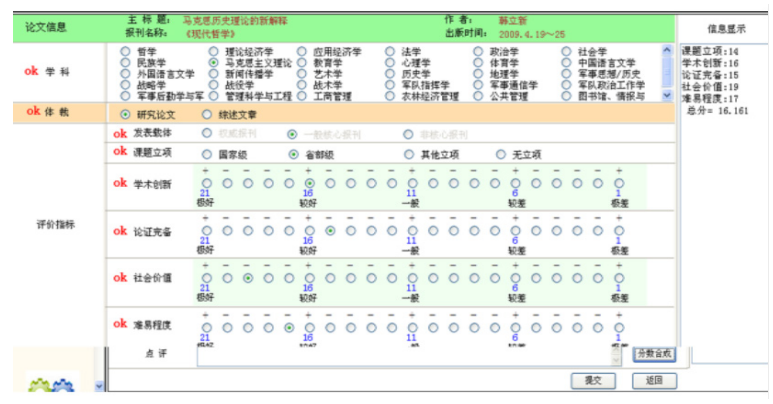 论文信息 主 标 题： 马克思历史理论的新解释 作 者： 韩立新 信息显示
报刊名称： 《现代哲学》 出版时间： 2009.4.19～25
ok 学 科
哲学 理论经济学 应用经济学 法学 政治学 社会学
民族学 马克思主义理论 教育学 心理学 体育学 中国语言文学
外国语言文学 新闻传播学 艺术学 历史学 地理学 军事思想/历史
战略学 战役学 战术学 军队指挥学 军事通信学 军队政治工作学
军事后勤学与军 管理科学与工程 工商管理 农林经济管理 公共管理 图书馆、情报与
课题立项:14
学术创新:16
论证完备:15
社会价值:19
难易程度:17
总分= 16.161
ok 体 裁 研究论文 综述文章
评价指标
ok 发表载体 权威报刊 一般核心报刊 非核心报刊
ok 课题立项 国家级 省部级 其他立项 无立项
ok 学术创新
+ - - - - + - - - - + - - - - + - - - - +
21 16 11 6 1
极好 较好 一般 较差 极差
ok 论证完备
+ - - - - + - - - - + - - - - + - - - - +
21 16 11 6 1
极好 较好 一般 较差 极差
ok 社会价值
+ - - - - + - - - - + - - - - + - - - - +
21 16 11 6 1
极好 较好 一般 较差 极差
ok 难易程度
+ - - - - + - - - - + - - - - + - - - - +
21 16 11 6 1
点 评 分数合成
提交 返回